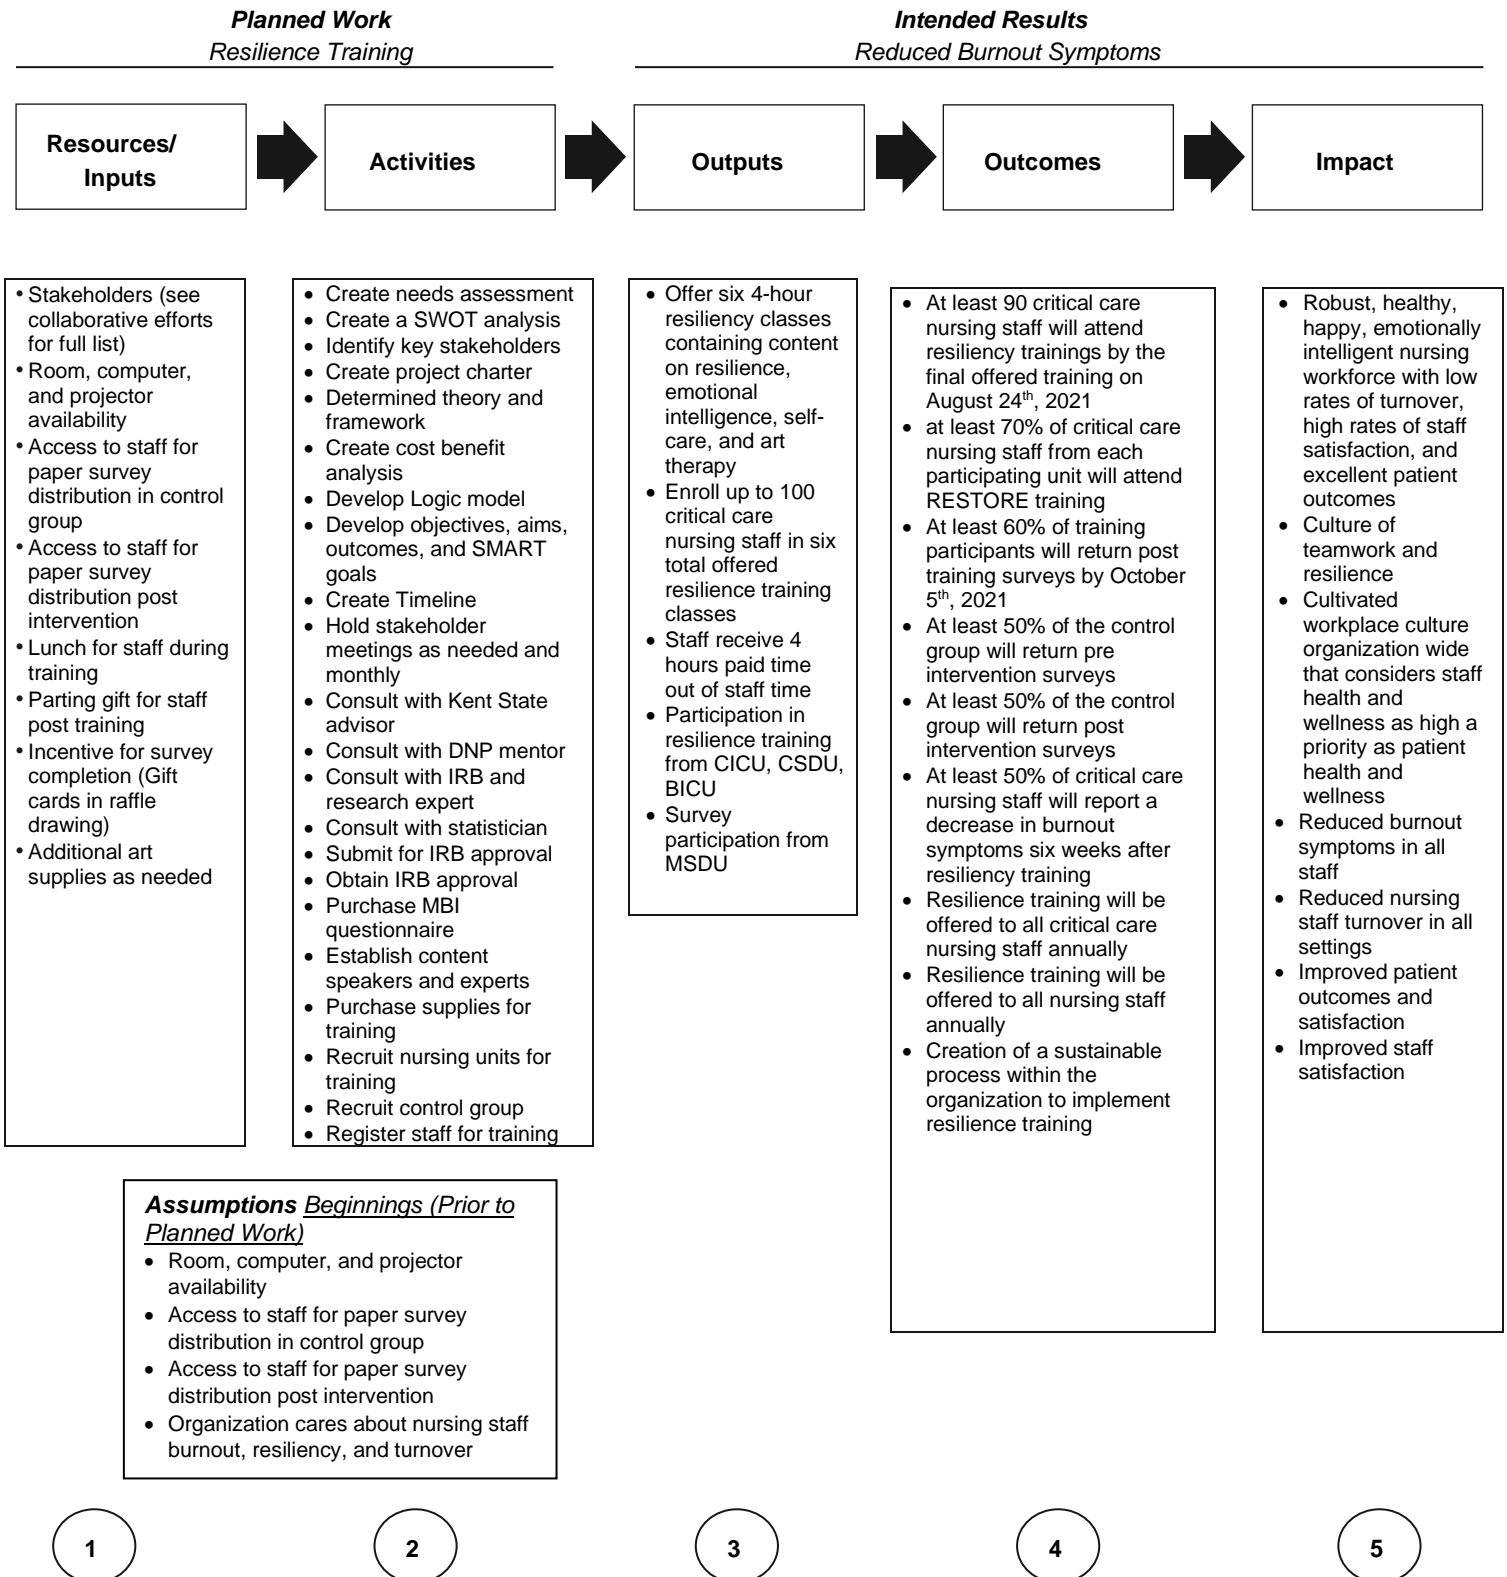 Planned Work
Resilience Training
Intended Results
Reduced Burnout Symptoms
Resources/
Inputs
Activities
Outputs
Outcomes
Impact
• Stakeholders (see
collaborative efforts
for full list)
• Room, computer,
and projector
availability
• Access to staff for
paper survey
distribution in control
group
• Access to staff for
paper survey
distribution post
intervention
• Lunch for staff during
training
• Parting gift for staff
post training
• Incentive for survey
completion (Gift
cards in raffle
drawing)
• Additional art
supplies as needed
• Create needs assessment
• Create a SWOT analysis
• Identify key stakeholders
• Create project charter
• Determined theory and
framework
• Create cost benefit
analysis
• Develop Logic model
• Develop objectives, aims,
outcomes, and SMART
goals
• Create Timeline
• Hold stakeholder
meetings as needed and
monthly
• Consult with Kent State
advisor
• Consult with DNP mentor
• Consult with IRB and
research expert
• Consult with statistician
• Submit for IRB approval
• Obtain IRB approval
• Purchase MBI
questionnaire
• Establish content
speakers and experts
• Purchase supplies for
training
• Recruit nursing units for
training
• Recruit control group
• Register staff for training
• Offer six 4-hour
resiliency classes
containing content
on resilience,
emotional
intelligence, self-
care, and art
therapy
• Enroll up to 100
critical care
nursing staff in six
total offered
resilience training
classes
• Staff receive 4
hours paid time
out of staff time
• Participation in
resilience training
from CICU, CSDU,
BICU
• Survey
participation from
MSDU
• At least 90 critical care
nursing staff will attend
resiliency trainings by the
final offered training on
August 24th, 2021
• at least 70% of critical care
nursing staff from each
participating unit will attend
RESTORE training
• At least 60% of training
participants will return post
training surveys by October
5th, 2021
• At least 50% of the control
group will return pre
intervention surveys
• At least 50% of the control
group will return post
intervention surveys
• At least 50% of critical care
nursing staff will report a
decrease in burnout
symptoms six weeks after
resiliency training
• Resilience training will be
offered to all critical care
nursing staff annually
• Resilience training will be
offered to all nursing staff
annually
• Creation of a sustainable
process within the
organization to implement
resilience training
• Robust, healthy,
happy, emotionally
intelligent nursing
workforce with low
rates of turnover,
high rates of staff
satisfaction, and
excellent patient
outcomes
• Culture of
teamwork and
resilience
• Cultivated
workplace culture
organization wide
that considers staff
health and
wellness as high a
priority as patient
health and
wellness
• Reduced burnout
symptoms in all
staff
• Reduced nursing
staff turnover in all
settings
• Improved patient
outcomes and
satisfaction
• Improved staff
satisfaction
Assumptions Beginnings (Prior to
Planned Work)
• Room, computer, and projector
availability
• Access to staff for paper survey
distribution in control group
• Access to staff for paper survey
distribution post intervention
• Organization cares about nursing staff
burnout, resiliency, and turnover
1
2
3
4
5